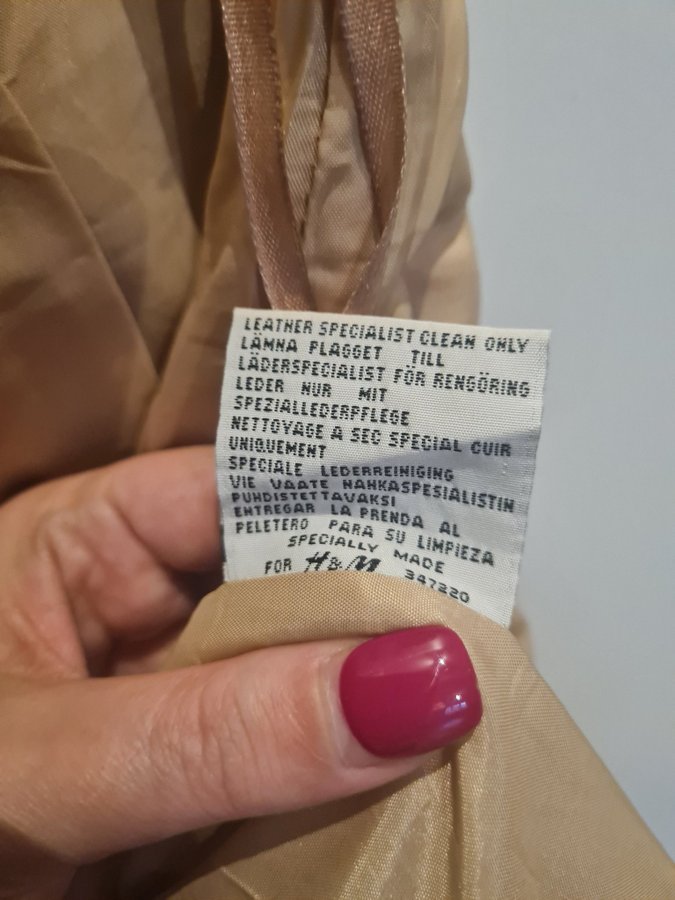 LEATHER SPECIALIST CLEAN ONLY
LÄMNA PLAGGET TILL
LÄDERSPECIALIST FÖR RENGÖRING
LEDER NUR MIT
SPEZIALLEDERPFLEGE
NETTOYAGE A SEC SPECIAL CUIR
UNIQUEMENT
SPECIALE LEDERREINIGING
VIE VAATE NAHKASPESIALISTIN
PUHDISTETTAVAKSI
ENTREGAR LA PRENDA AL
PELETERO PARA SU LIMPIEZA
SPECIALLY MADE
FOR H&M 347220